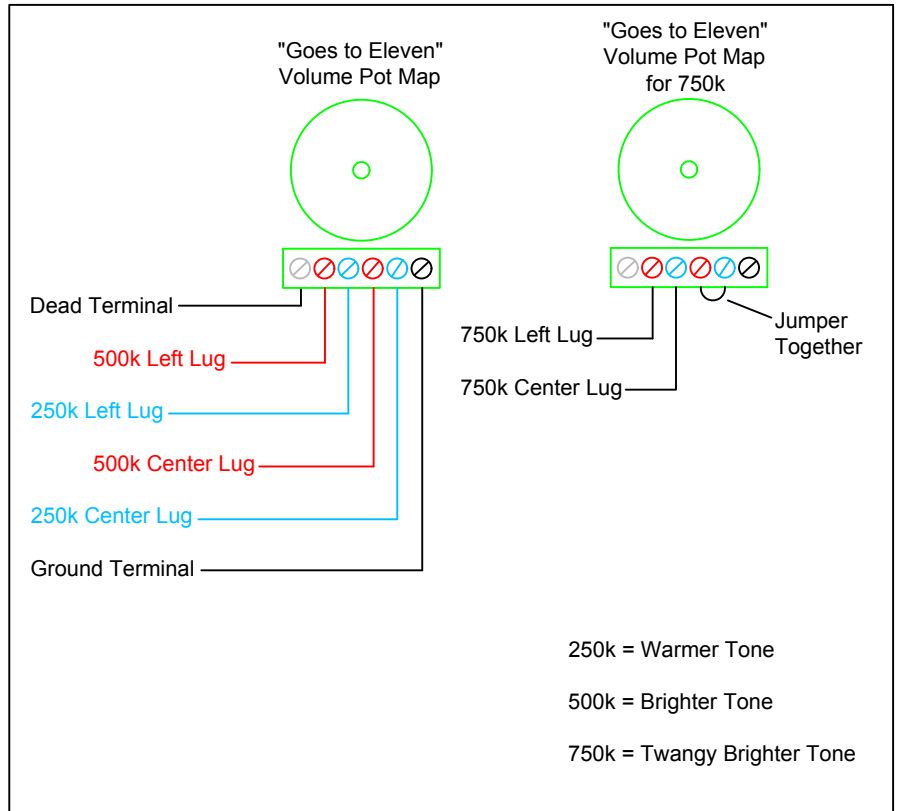 "Goes to Eleven"
Volume Pot Map
"Goes to Eleven"
Volume Pot Map
for 750k
Dead Terminal
500k Left Lug
250k Left Lug
500k Center Lug
250k Center Lug
Ground Terminal
750k Left Lug
750k Center Lug
Jumper
Together
250k = Warmer Tone
500k = Brighter Tone
750k = Twangy Brighter Tone